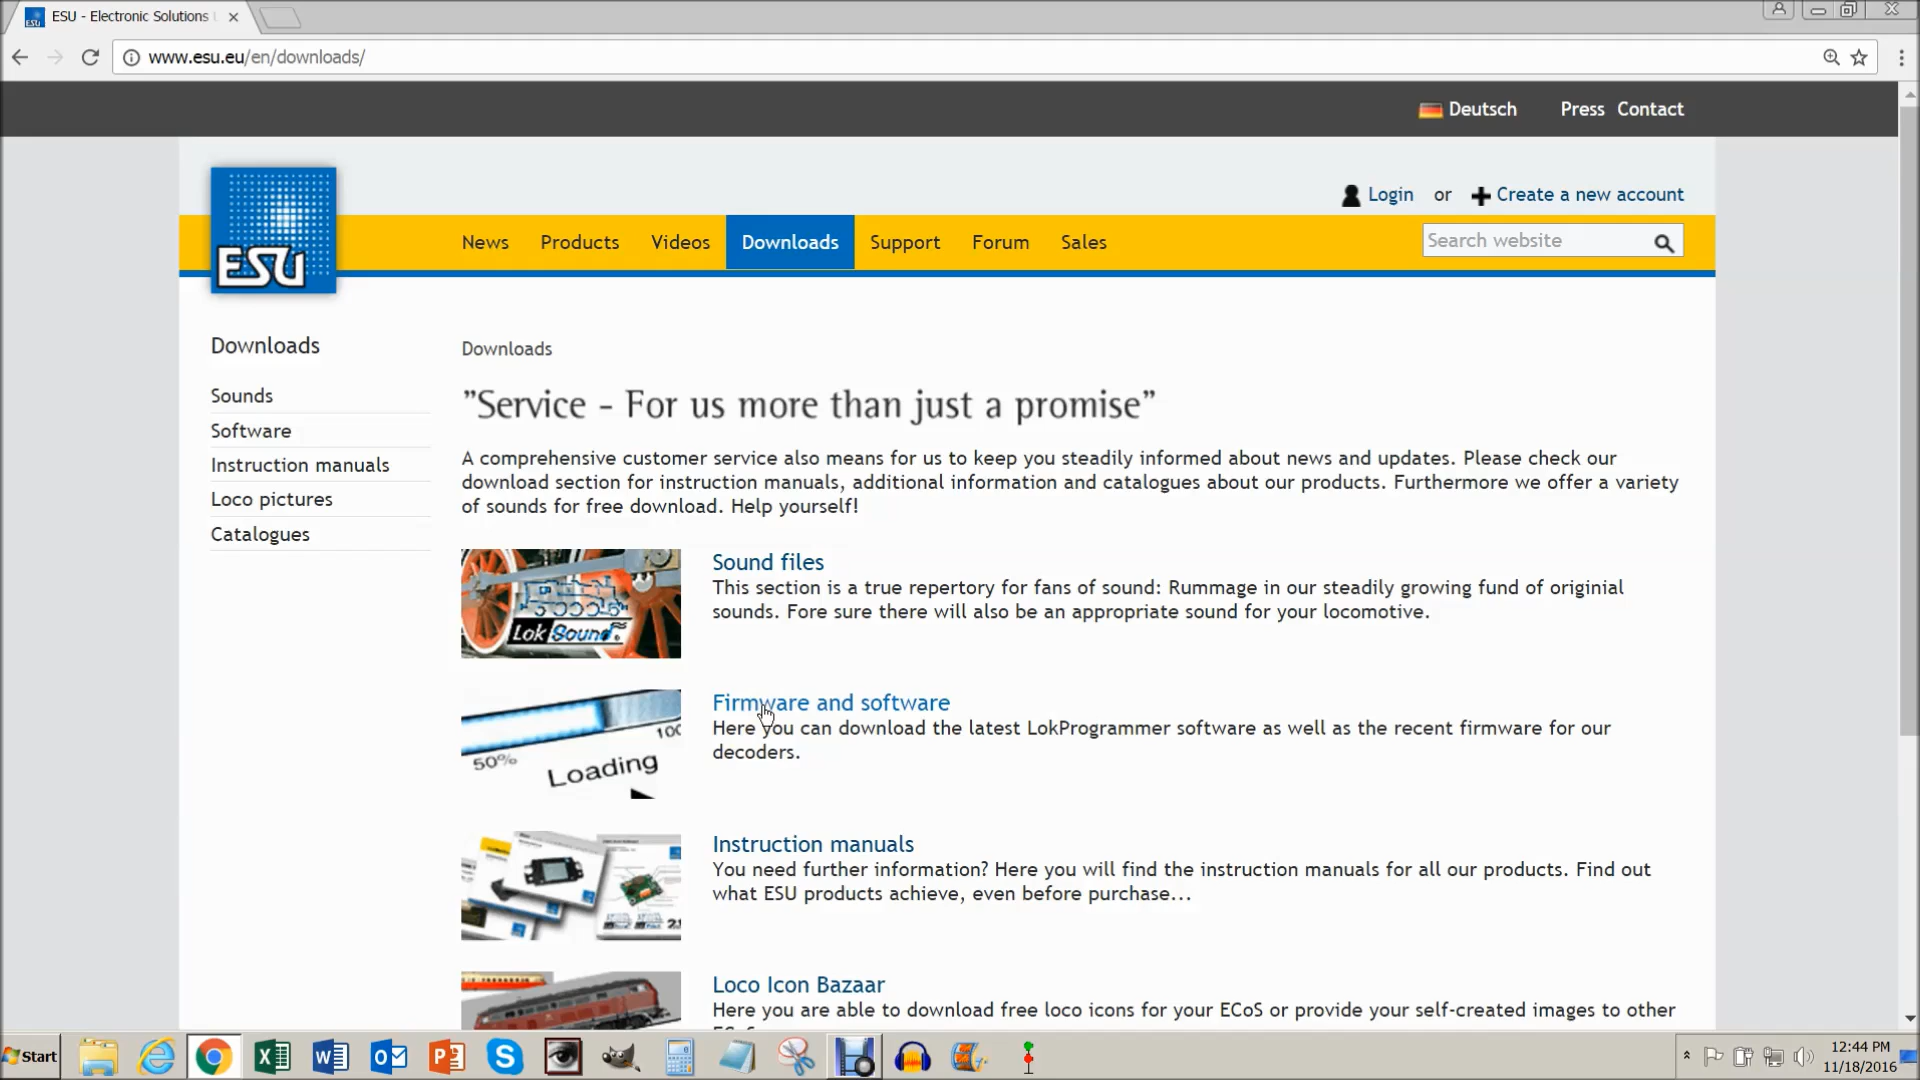 ESU - Electronic Solutions
www.esu.eu/en/downloads/
Deutsch Press Contact
Login or Create a new account
ESU
News Products Videos Downloads Support Forum Sales
Search website
Downloads
Sounds
Software
Instruction manuals
Loco pictures
Catalogues
Downloads
"Service - For us more than just a promise"
A comprehensive customer service also means for us to keep you steadily informed about news and updates. Please check our
download section for instruction manuals, additional information and catalogues about our products. Furthermore we offer a variety
of sounds for free download. Help yourself!
LokSound
Sound files
This section is a true repertory for fans of sound: Rummage in our steadily growing fund of originial
sounds. Fore sure there will also be an appropriate sound for your locomotive.
50%
Loading
Firmware and software
Here you can download the latest LokProgrammer software as well as the recent firmware for our
decoders.
Instruction manuals
You need further information? Here you will find the instruction manuals for all our products. Find out
what ESU products achieve, even before purchase...
Loco Icon Bazaar
Here you are able to download free loco icons for your ECoS or provide your self-created images to other
Start
12:44 PM
11/18/2016